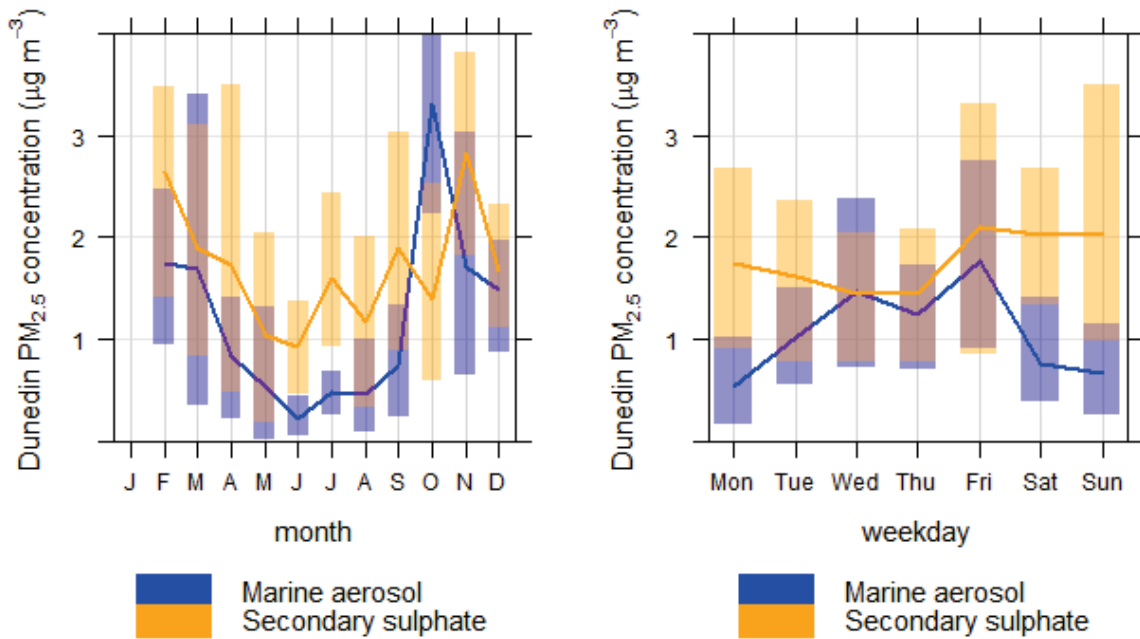 Dunedin PM2.5 concentration (μg m−3)
3
2
1
J F M A M J J A S O N D
month
Marine aerosol
Secondary sulphate
Dunedin PM2.5 concentration (μg m−3)
3
2
1
Mon Tue Wed Thu Fri Sat Sun
weekday
Marine aerosol
Secondary sulphate